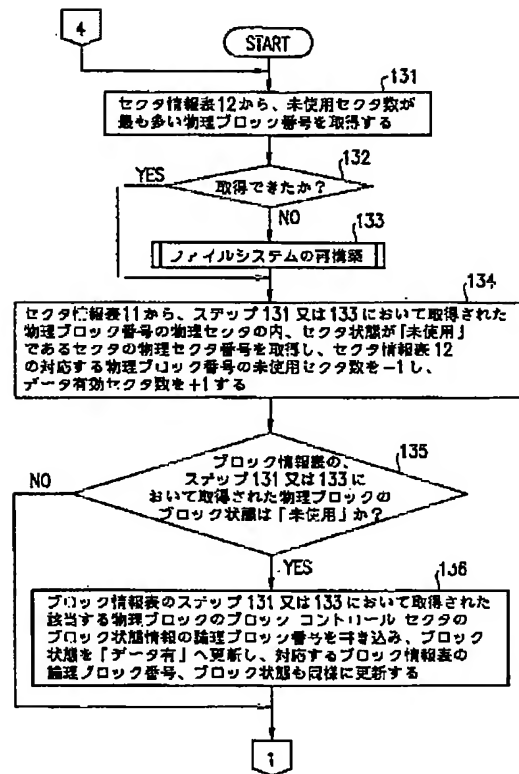 4
START
131
セクタ情報表12から、未使用セクタ数が
最も多い物理ブロック番号を取得する
132
YES
取得できたか?
NO
133
ファイルシステムの再構築
134
セクタ情報表11から、ステップ131又は133において取得された
物理ブロック番号の物理セクタの内、セクタ状態が「未使用」
であるセクタの物理セクタ番号を取得し、セクタ情報表12
の対応する物理ブロック番号の未使用セクタ数を-1し、
データ有効セクタ数を+1する
135
NO
ブロック情報表の、
ステップ131又は133に
おいて取得された物理ブロックの
ブロック状態は「未使用」か?
YES
136
ブロック情報表のステップ131又は133において取得された
該当する物理ブロックのブロック コントロール セクタの
ブロック状態情報の論理ブロック番号を書き込み、ブロック
状態を「データ有」へ更新し、対応するブロック情報表の
論理ブロック番号、ブロック状態も同様に更新する
1